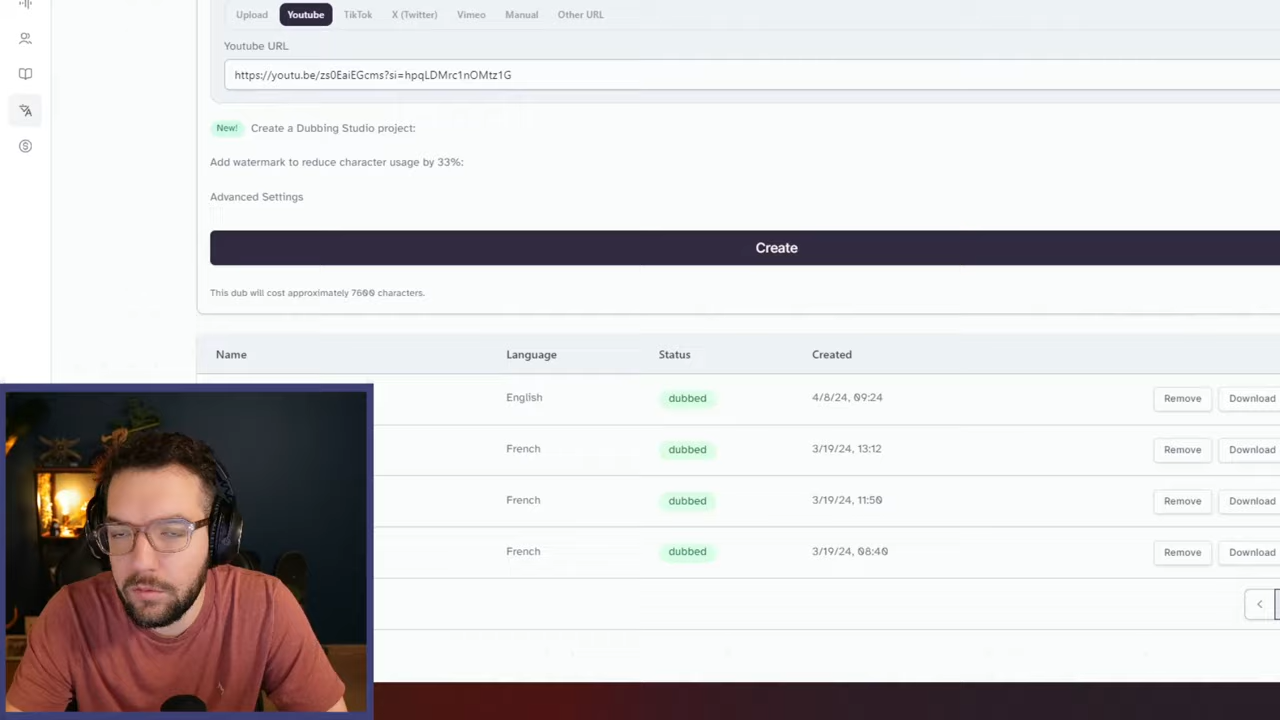 Upload Youtube TikTok X (Twitter) Vimeo Manual Other URL
Youtube URL
https://youtu.be/zs0EaiEGcms?si=hpqLDMrc1nOMtz1G
New! Create a Dubbing Studio project:
Add watermark to reduce character usage by 33%:
Advanced Settings
Create
This dub will cost approximately 7600 characters.
Name Language Status Created
English dubbed 4/8/24, 09:24 Remove Download
French dubbed 3/19/24, 13:12 Remove Download
French dubbed 3/19/24, 11:50 Remove Download
French dubbed 3/19/24, 08:40 Remove Download